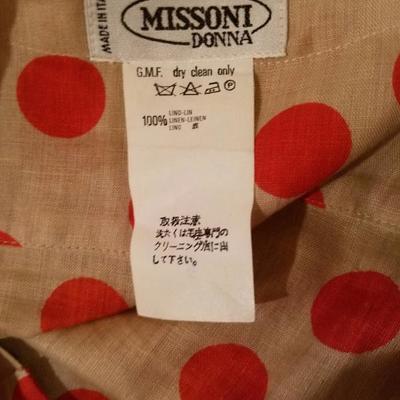 MADE IN ITA
MISSONI
DONNA
G.M.F. dry clean only
P
100%
LINO-LIN
LINEN-LEINEN
LINO 麻
取扱注意
洗たくは毛皮専門の
クリーニング店に出
して下さい。